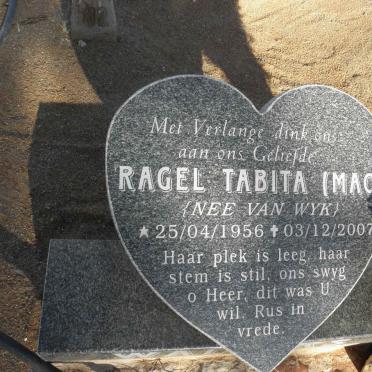 Met Verlange dink ons
aan ons Geliefde
RAGEL TABITA (MAC
(NEE VAN WYK)
★ 25/04/1956 ✝ 03/12/2007
Haar plek is leeg, haar
stem is stil, ons swyg
o Heer, dit was U
wil. Rus in
vrede.